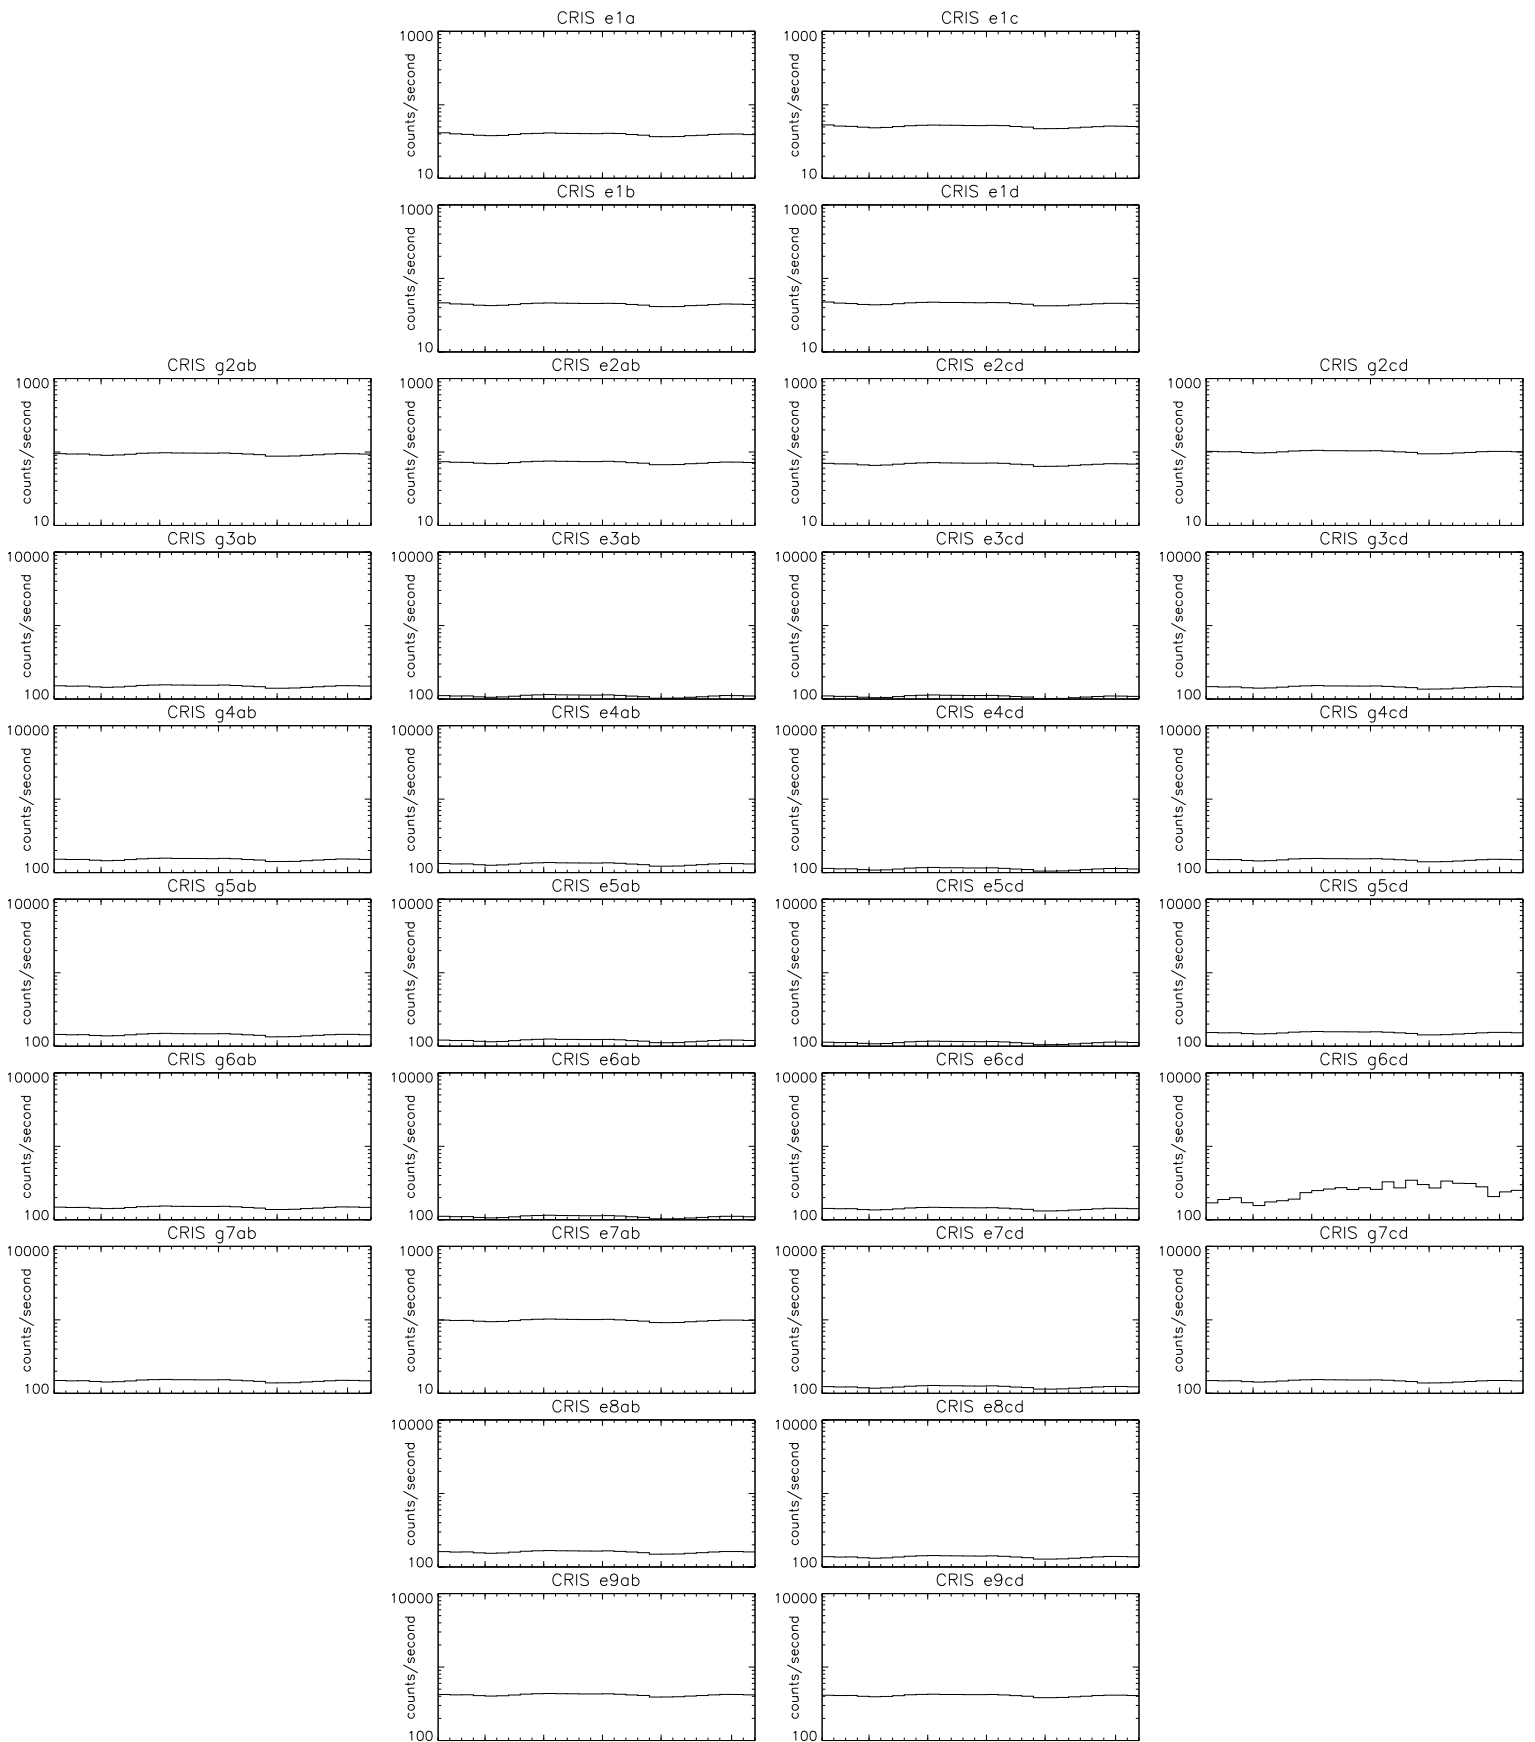 CRIS e1a
CRIS e1c
1000
counts/second
10
1000
counts/second
10
CRIS e1b
CRIS e1d
1000
counts/second
10
1000
counts/second
10
CRIS g2ab
CRIS e2ab
CRIS e2cd
CRIS g2cd
1000
counts/second
10
1000
counts/second
10
1000
counts/second
10
1000
counts/second
10
CRIS g3ab
CRIS e3ab
CRIS e3cd
CRIS g3cd
10000
counts/second
100
10000
counts/second
100
10000
counts/second
100
10000
counts/second
100
CRIS g4ab
CRIS e4ab
CRIS e4cd
CRIS g4cd
10000
counts/second
100
10000
counts/second
100
10000
counts/second
100
10000
counts/second
100
CRIS g5ab
CRIS e5ab
CRIS e5cd
CRIS g5cd
10000
counts/second
100
10000
counts/second
100
10000
counts/second
100
10000
counts/second
100
CRIS g6ab
CRIS e6ab
CRIS e6cd
CRIS g6cd
10000
counts/second
100
10000
counts/second
100
10000
counts/second
100
10000
counts/second
100
CRIS g7ab
CRIS e7ab
CRIS e7cd
CRIS g7cd
10000
counts/second
100
1000
counts/second
10
10000
counts/second
100
10000
counts/second
100
CRIS e8ab
CRIS e8cd
10000
counts/second
100
10000
counts/second
100
CRIS e9ab
CRIS e9cd
10000
counts/second
100
10000
counts/second
100